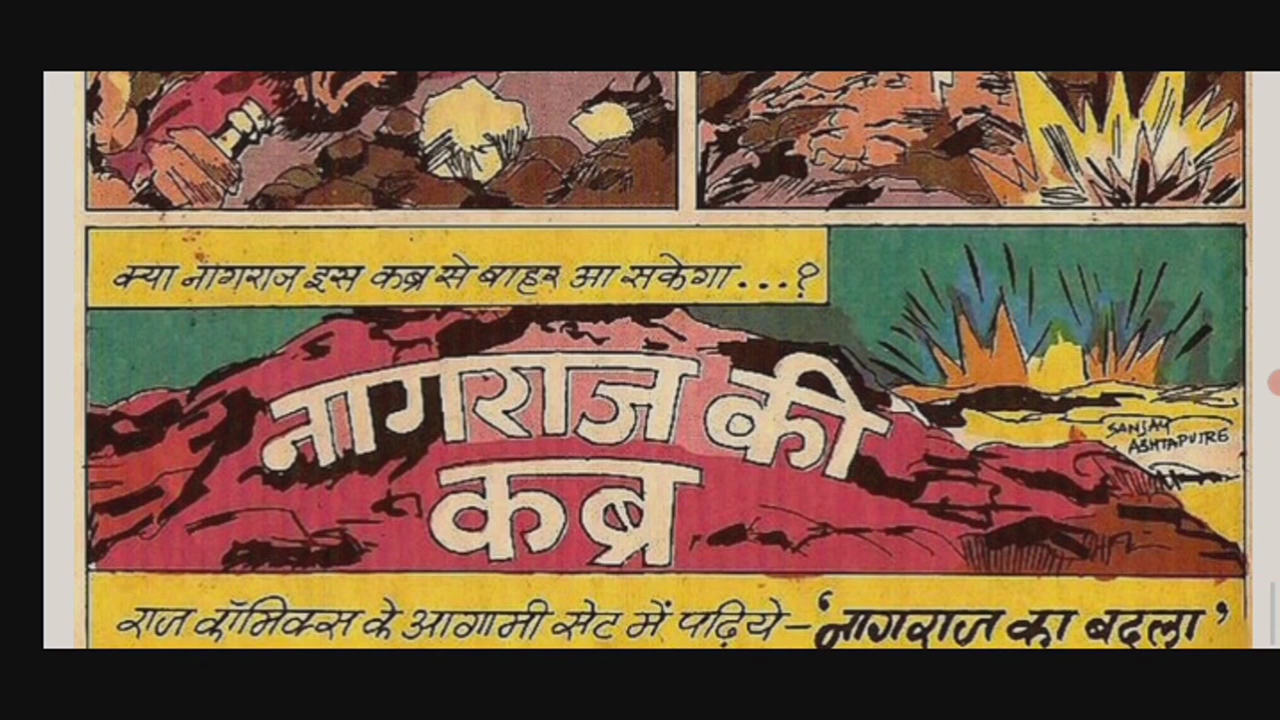 क्या नागराज इस कब्र से बाहर आ सकेगा...?
नागराज की
कब्र
SANJAY
ASHTAPUTRE
राज कॉमिक्स के आगामी सेट में पढ़िये-'नागराज का बदला'